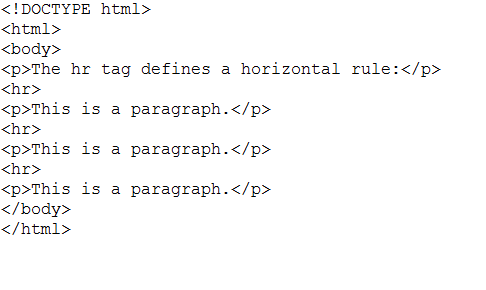 <!DOCTYPE html>
<html>
<body>
<p>The hr tag defines a horizontal rule:</p>
<hr>
<p>This is a paragraph.</p>
<hr>
<p>This is a paragraph.</p>
<hr>
<p>This is a paragraph.</p>
</body>
</html>